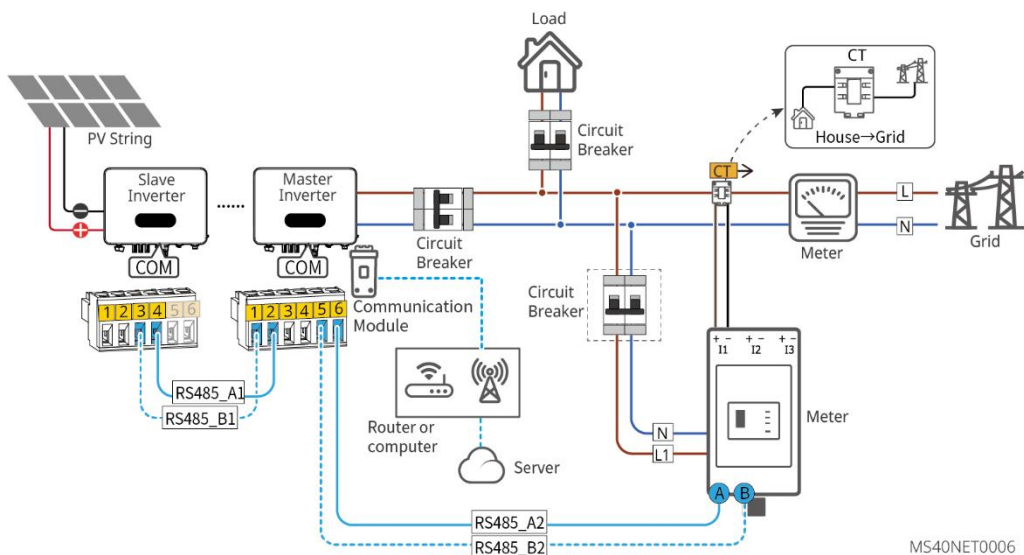 Load
CT
House→Grid
PV String
Circuit
Breaker
Slave
Inverter
......
Master
Inverter
CT
L
N
Meter
Grid
COM
COM
Circuit
Breaker
Communication
Module
Circuit
Breaker
1 2 3 4 5 6
1 2 3 4 5 6
+ - + - + -
I1 I2 I3
RS485_A1
RS485_B1
Router or
computer
Server
N
L1
Meter
A B
RS485_A2
RS485_B2
MS40NET0006